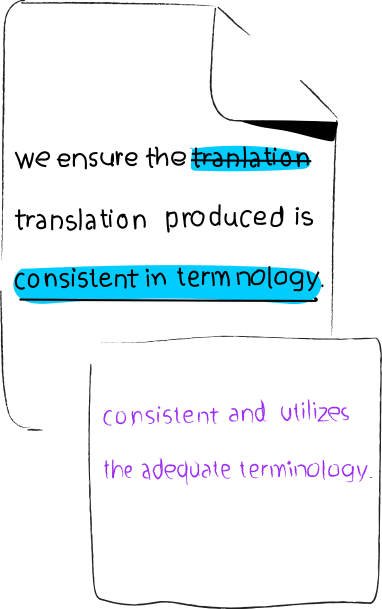 we ensure the tranlation
translation produced is
consistent in termnology.
consistent and utilizes
the adequate terminology.